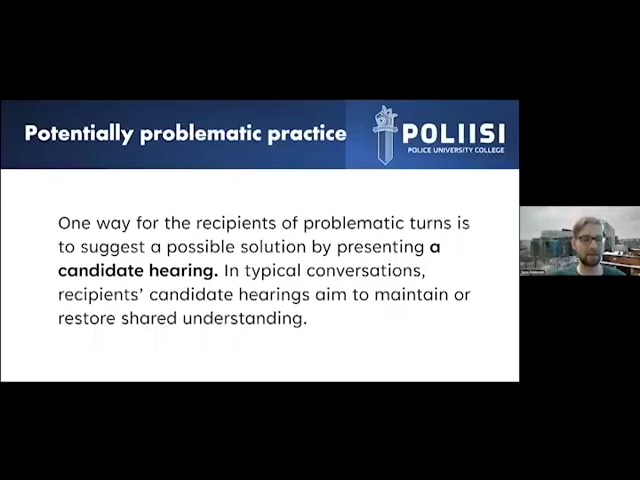 Potentially problematic practice
POLIISI
POLICE UNIVERSITY COLLEGE
One way for the recipients of problematic turns is
to suggest a possible solution by presenting a
candidate hearing. In typical conversations,
recipients' candidate hearings aim to maintain or
restore shared understanding.